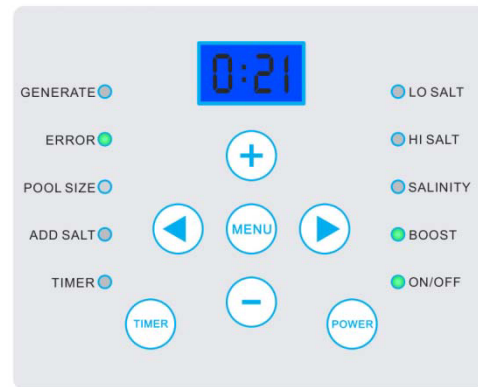 0:21
GENERATE
LO SALT
ERROR
+
HI SALT
POOL SIZE
SALINITY
ADD SALT
MENU
BOOST
TIMER
−
ON/OFF
TIMER
POWER